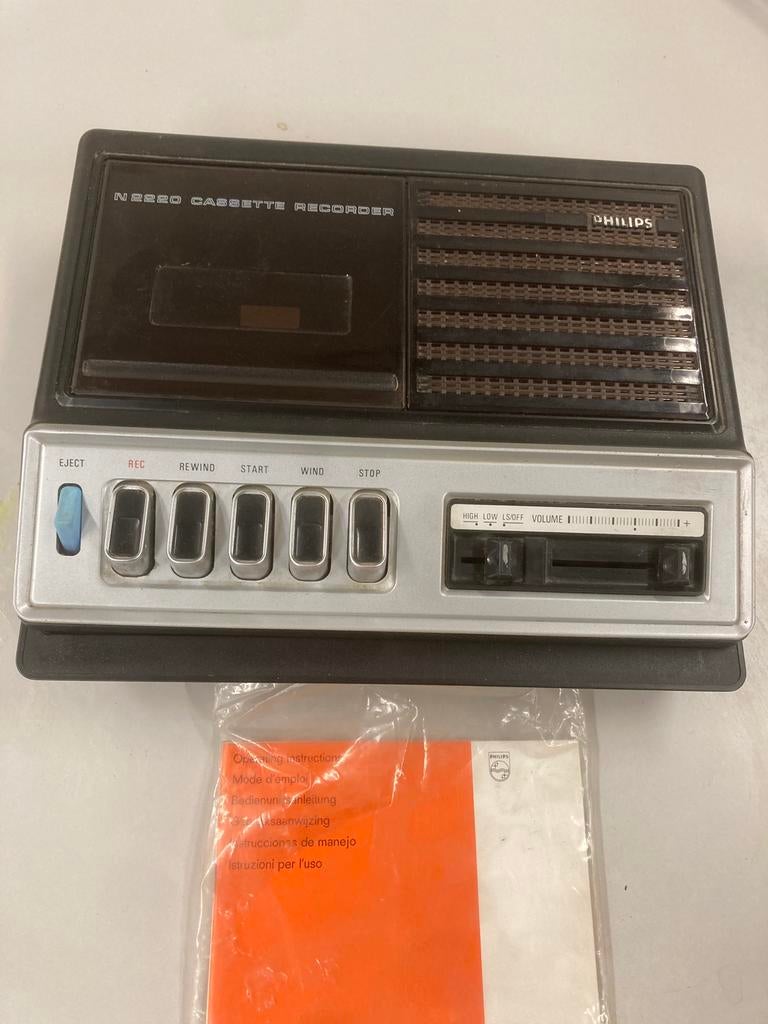 N2220 CASSETTE RECORDER
PHILIPS
EJECT REC REWIND START WIND STOP
HIGH LOW LS/OFF VOLUME +
Operating instructions
Mode d'emploi
Bedienungsanleitung
Gebruiksaanwijzing
Instrucciones de manejo
Istruzioni per l'uso
PHILIPS